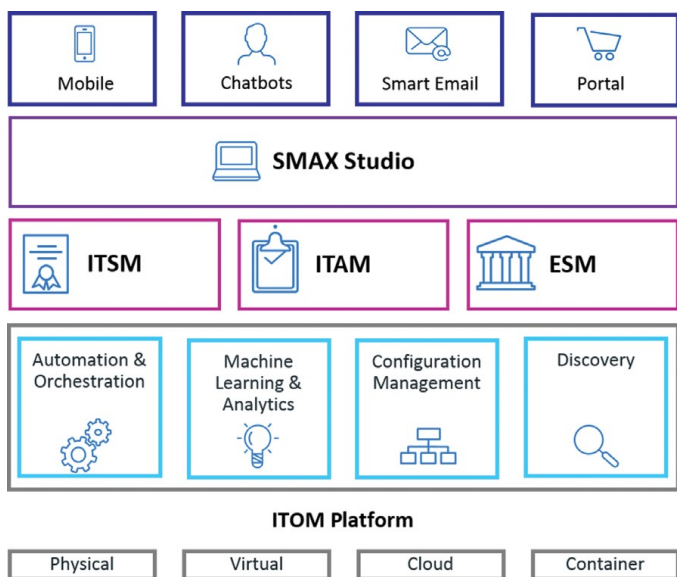 Mobile
Chatbots
Smart Email
Portal
SMAX Studio
ITSM
ITAM
ESM
Automation &
Orchestration
Machine
Learning &
Analytics
Configuration
Management
Discovery
ITOM Platform
Physical
Virtual
Cloud
Container